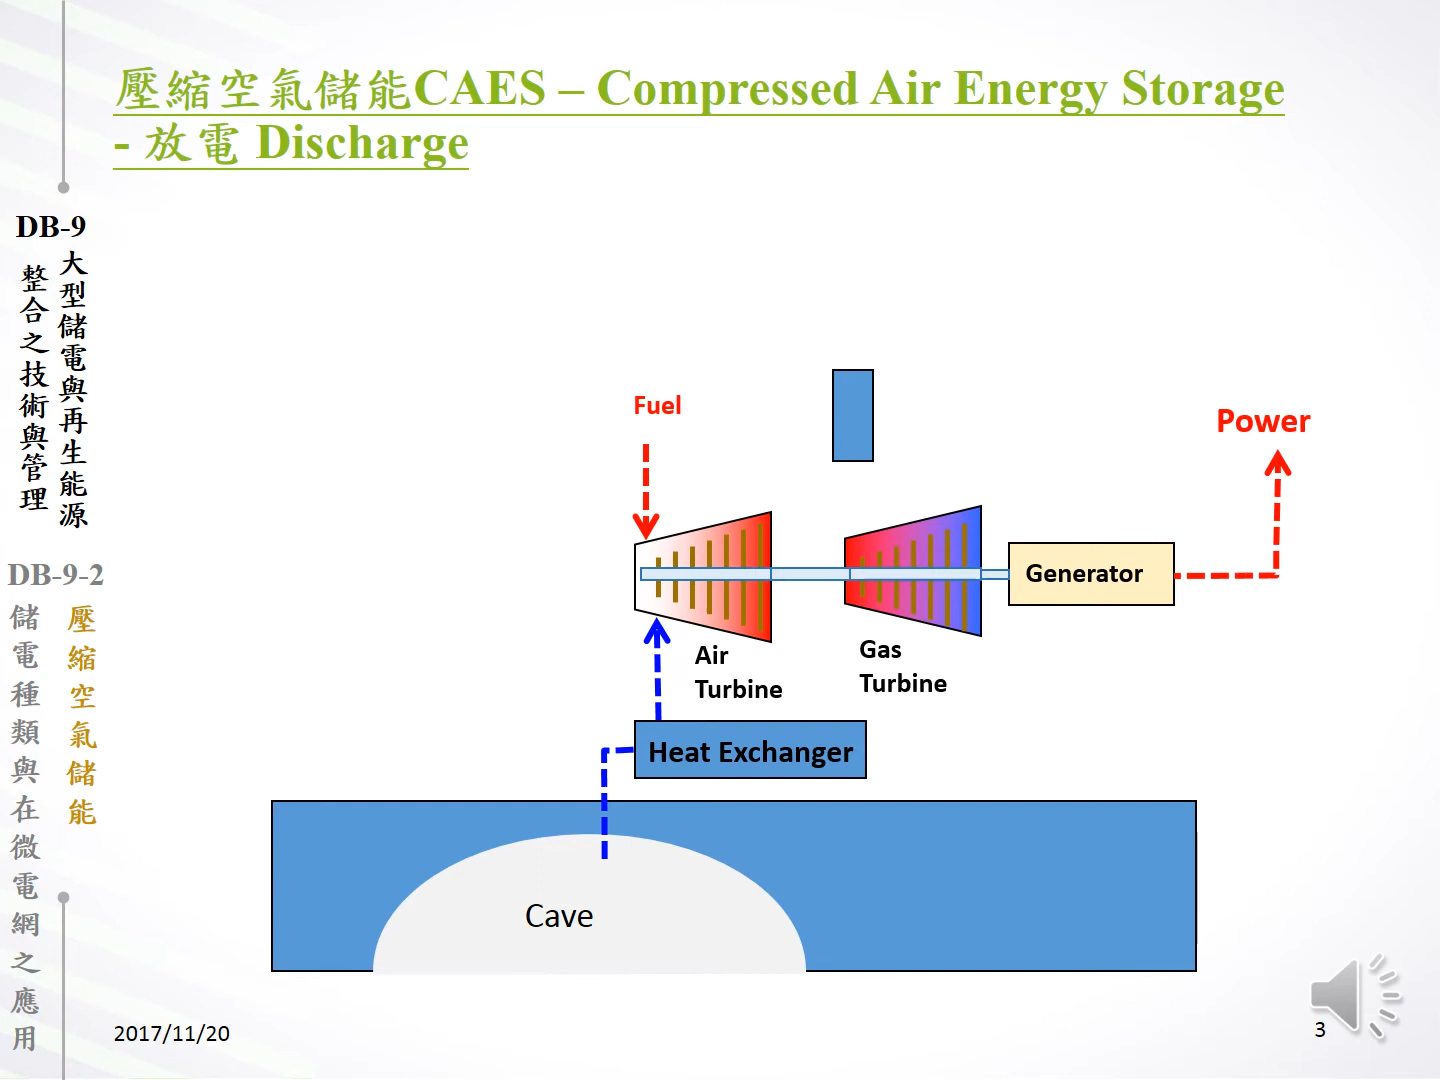 壓縮空氣儲能CAES – Compressed Air Energy Storage
- 放電 Discharge
DB-9
大型儲電與再生能源
整合之技術與管理
DB-9-2
壓縮空氣儲能
儲電種類與在微電網之應用
Fuel
Power
Generator
Air
Turbine
Gas
Turbine
Heat Exchanger
Cave
2017/11/20
3